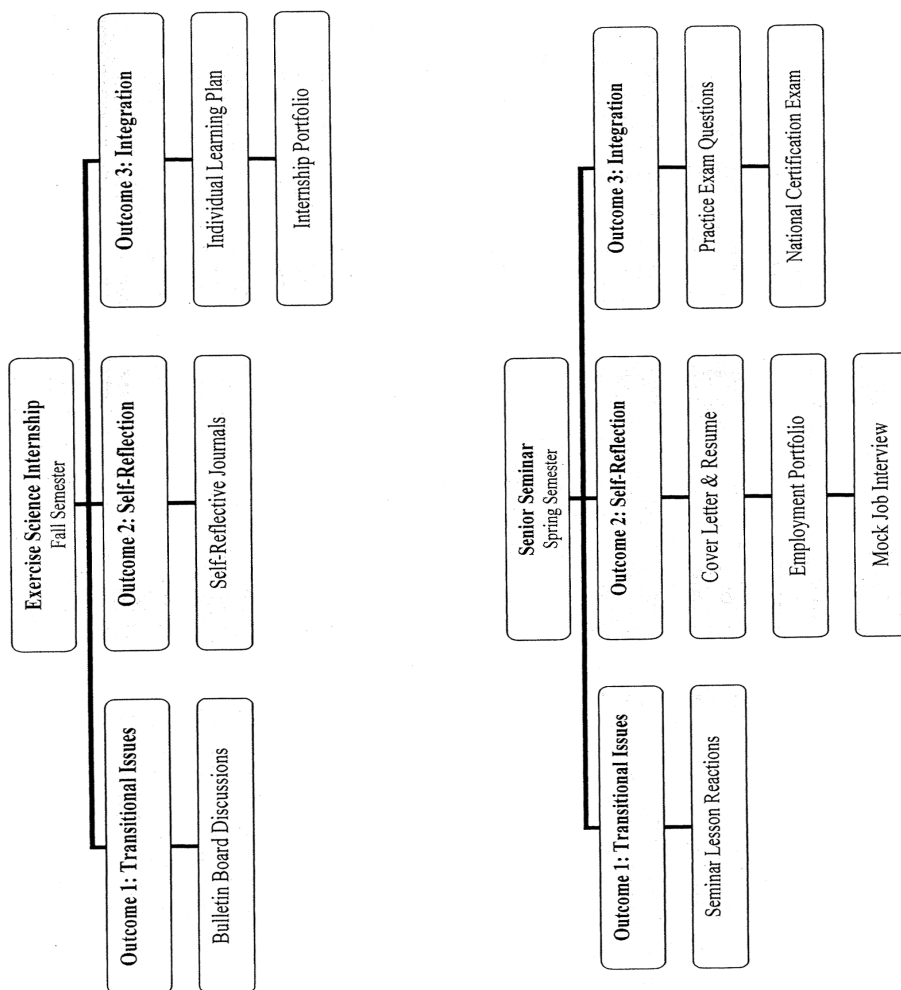 Exercise Science Internship
Fall Semester
Outcome 1: Transitional Issues
Bulletin Board Discussions
Outcome 2: Self-Reflection
Self-Reflective Journals
Outcome 3: Integration
Individual Learning Plan
Internship Portfolio
Senior Seminar
Spring Semester
Outcome 1: Transitional Issues
Seminar Lesson Reactions
Outcome 2: Self-Reflection
Cover Letter & Resume
Employment Portfolio
Mock Job Interview
Outcome 3: Integration
Practice Exam Questions
National Certification Exam